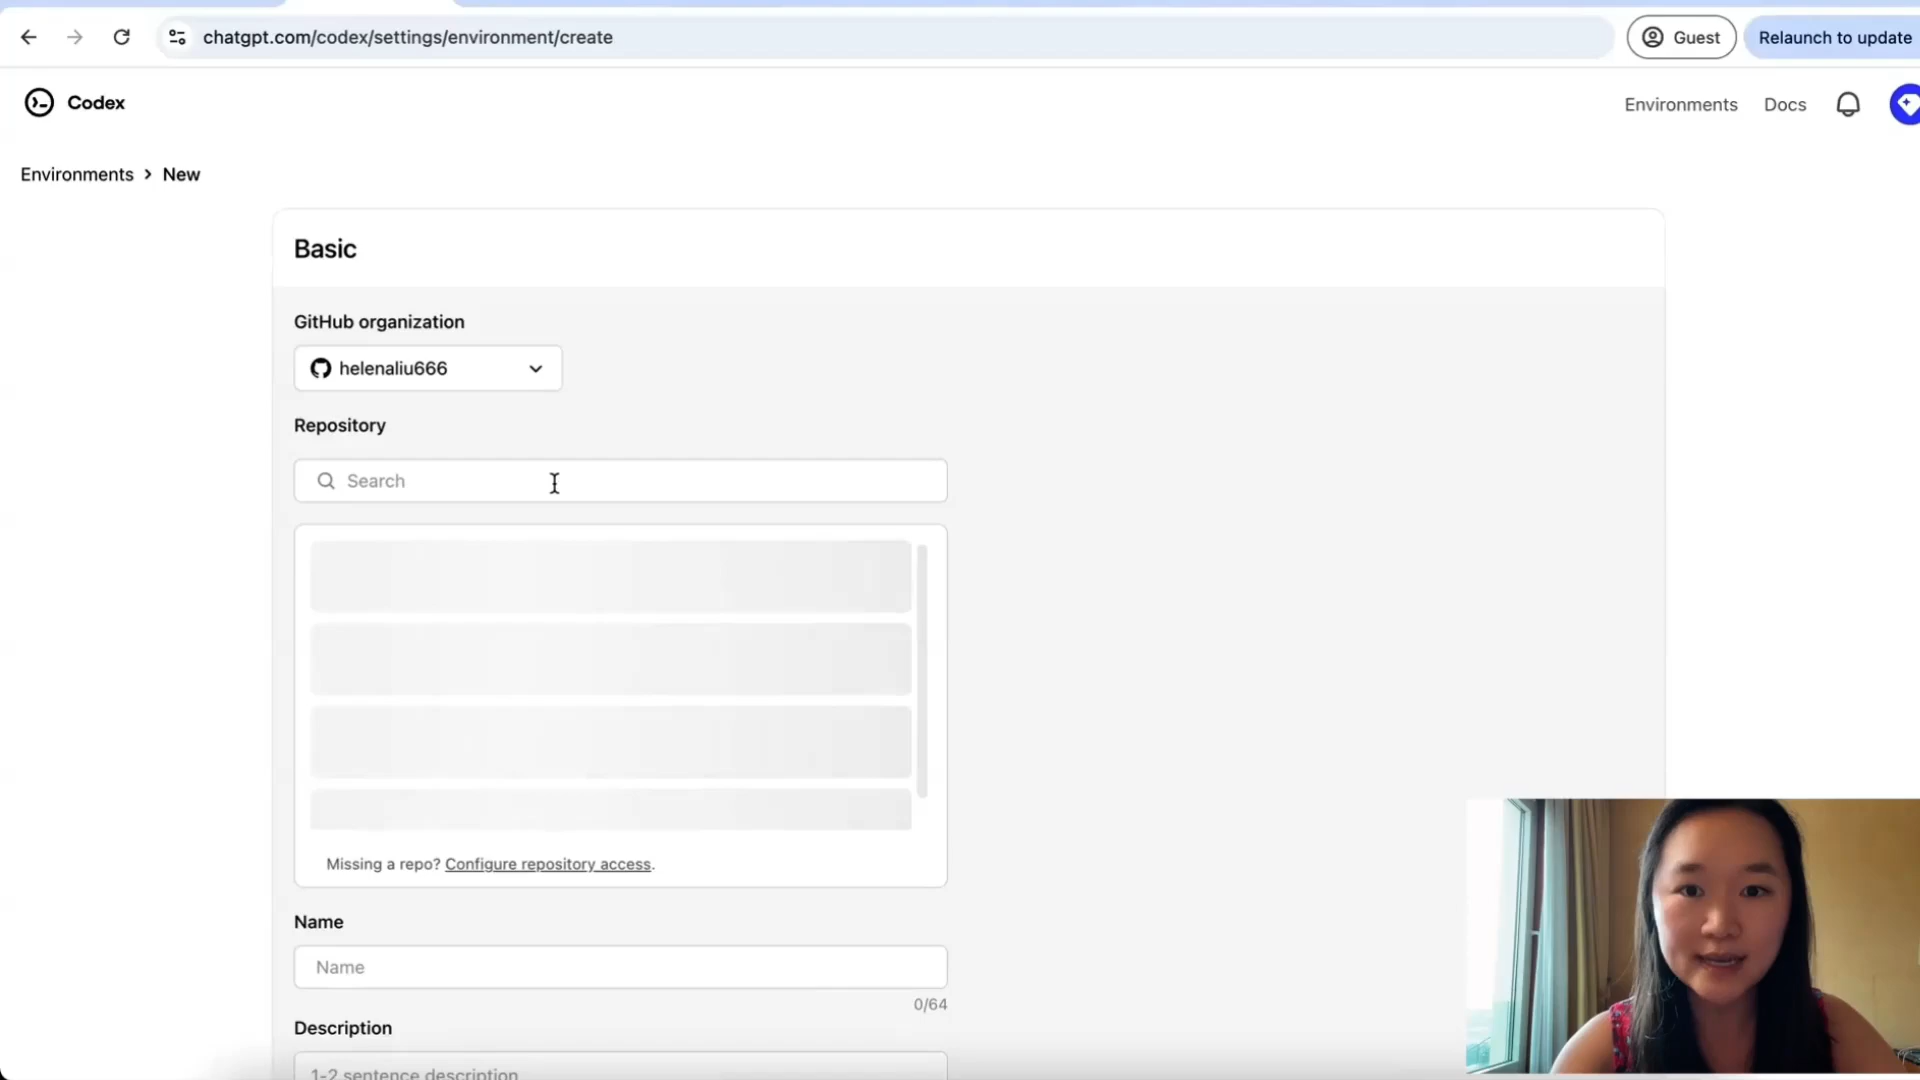 chatgpt.com/codex/settings/environment/create
Guest
Relaunch to update
Codex
Environments
Docs
Environments > New
Basic
GitHub organization
helenaliu666
Repository
Search
Missing a repo? Configure repository access.
Name
Name
0/64
Description
1-2 sentence description